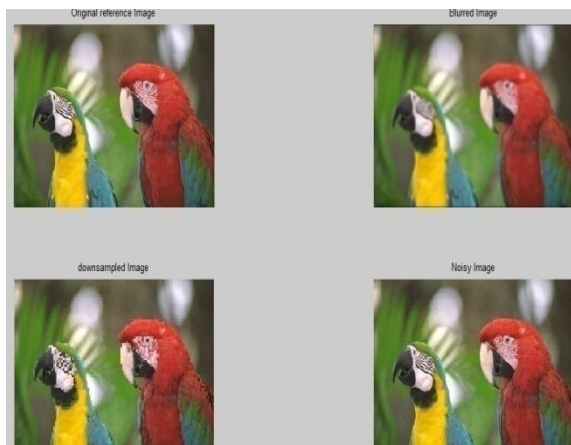 Original reference Image
Blurred Image
downsampled Image
Noisy Image